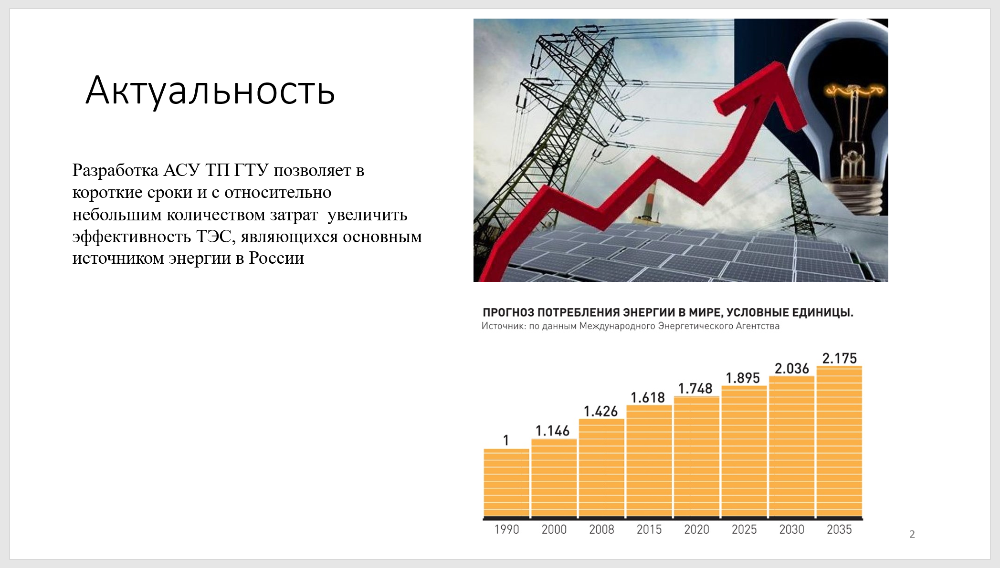 Актуальность
Разработка АСУ ТП ГТУ позволяет в
короткие сроки и с относительно
небольшим количеством затрат  увеличить
эффективность ТЭС, являющихся основным
источником энергии в России
ПРОГНОЗ ПОТРЕБЛЕНИЯ ЭНЕРГИИ В МИРЕ, УСЛОВНЫЕ ЕДИНИЦЫ.
Источник: по данным Международного Энергетического Агентства
1 1.146 1.426 1.618 1.748 1.895 2.036 2.175
1990 2000 2008 2015 2020 2025 2030 2035
2